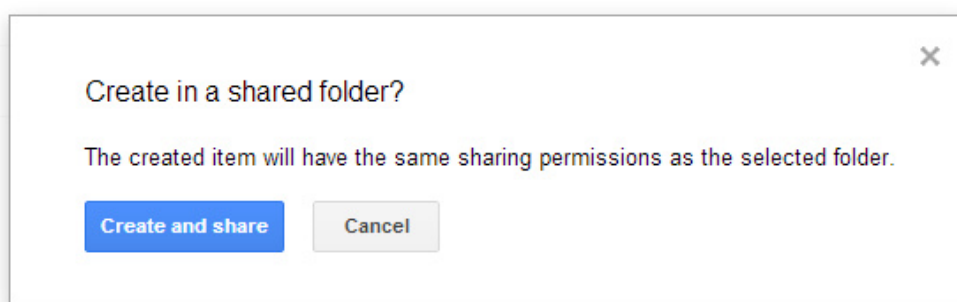 Create in a shared folder?
The created item will have the same sharing permissions as the selected folder.
Create and share Cancel